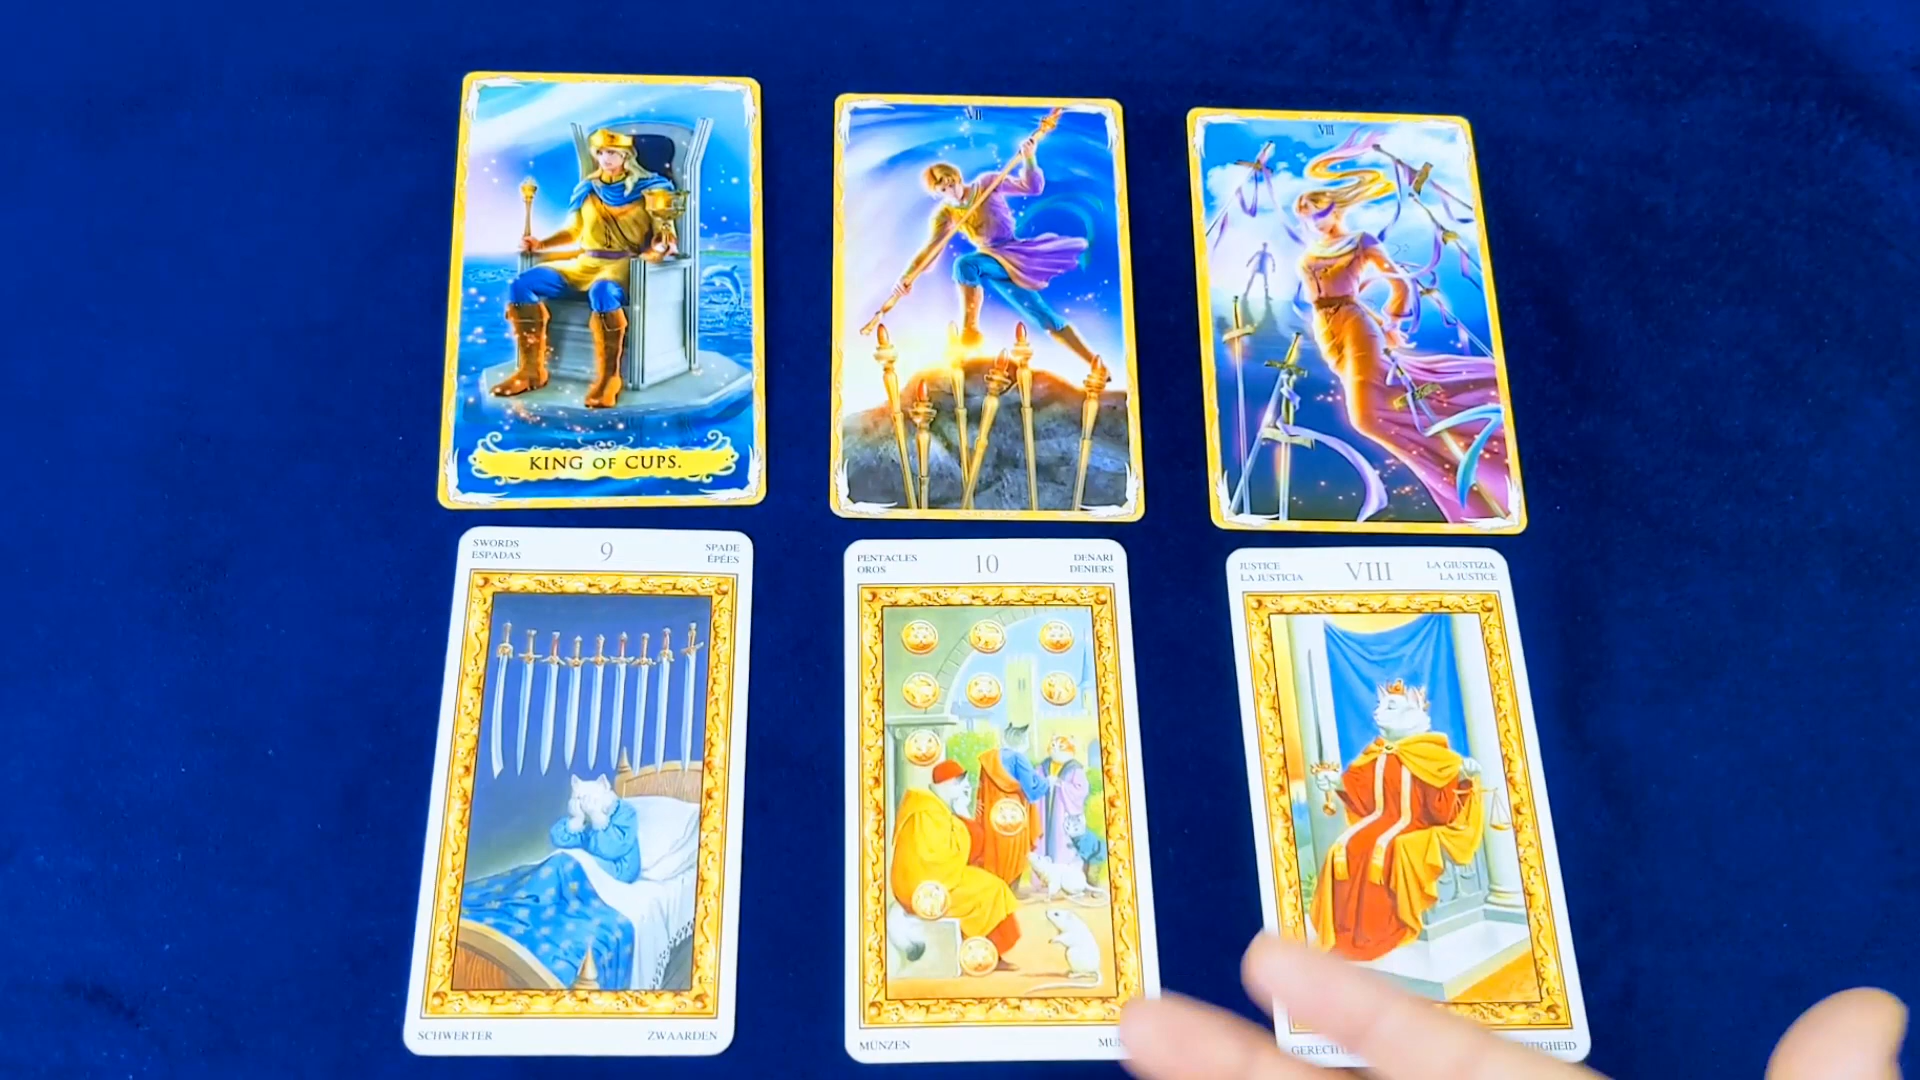 KING OF CUPS.
VII
VIII
SWORDS
ESPADAS
9
SPADE
ÉPÉES
SCHWERTER
ZWAARDEN
PENTACLES
OROS
10
DENARI
DENIERS
MÜNZEN
JUSTICE
LA JUSTICIA
VIII
LA GIUSTIZIA
LA JUSTICE